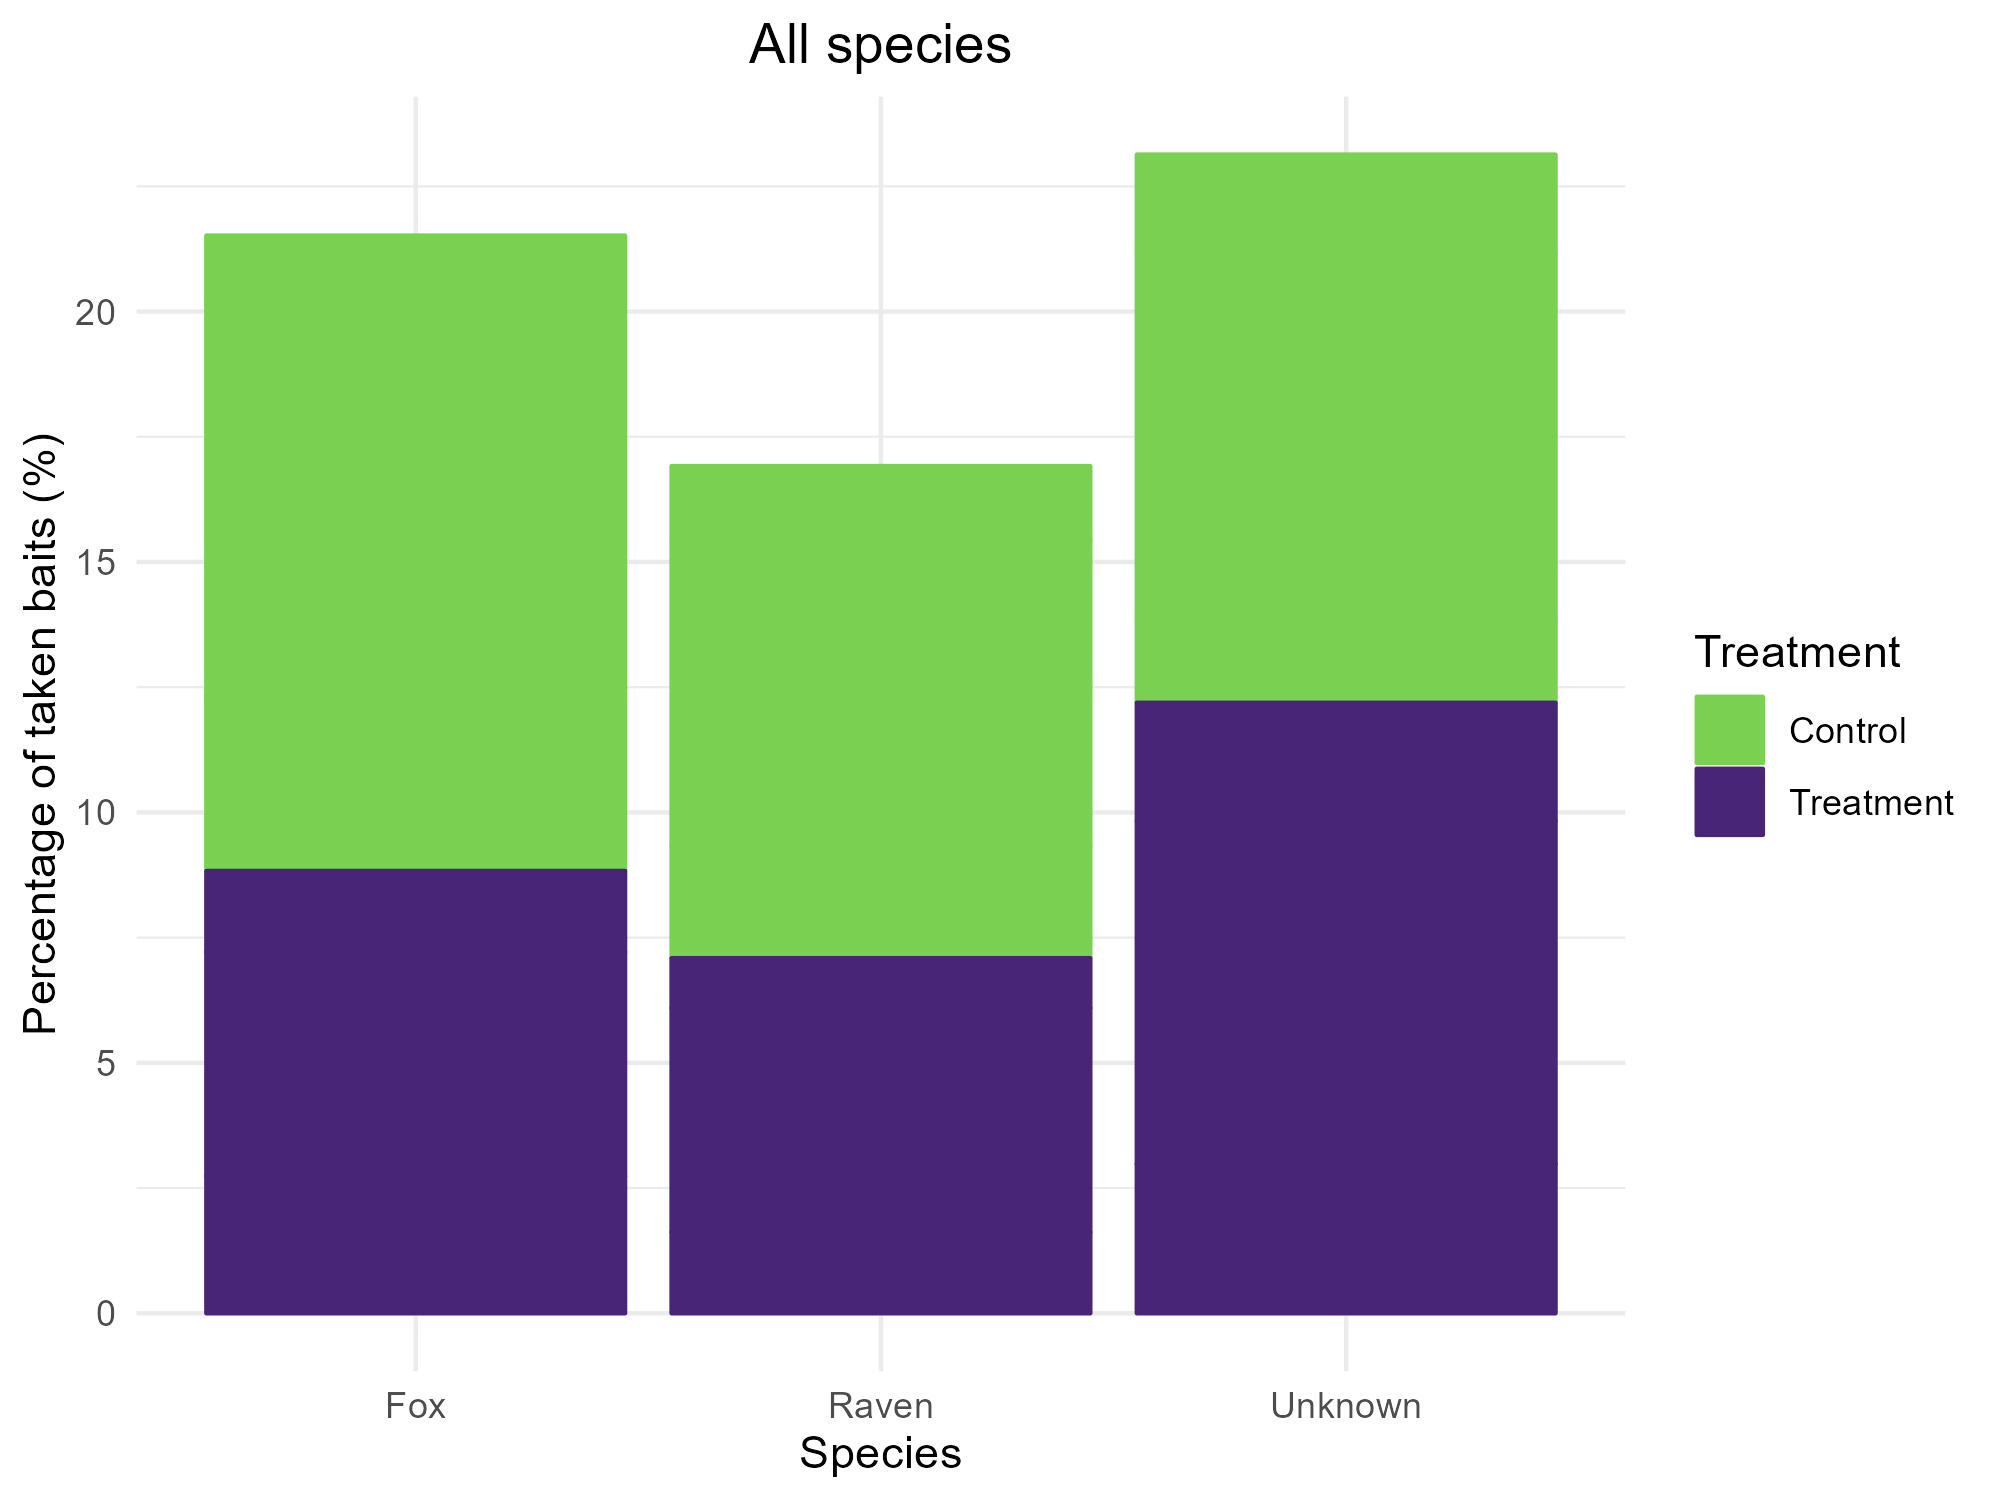 All species
Percentage of taken baits (%)
20
15
10
5
0
Fox
Raven
Unknown
Species
Treatment
Control
Treatment